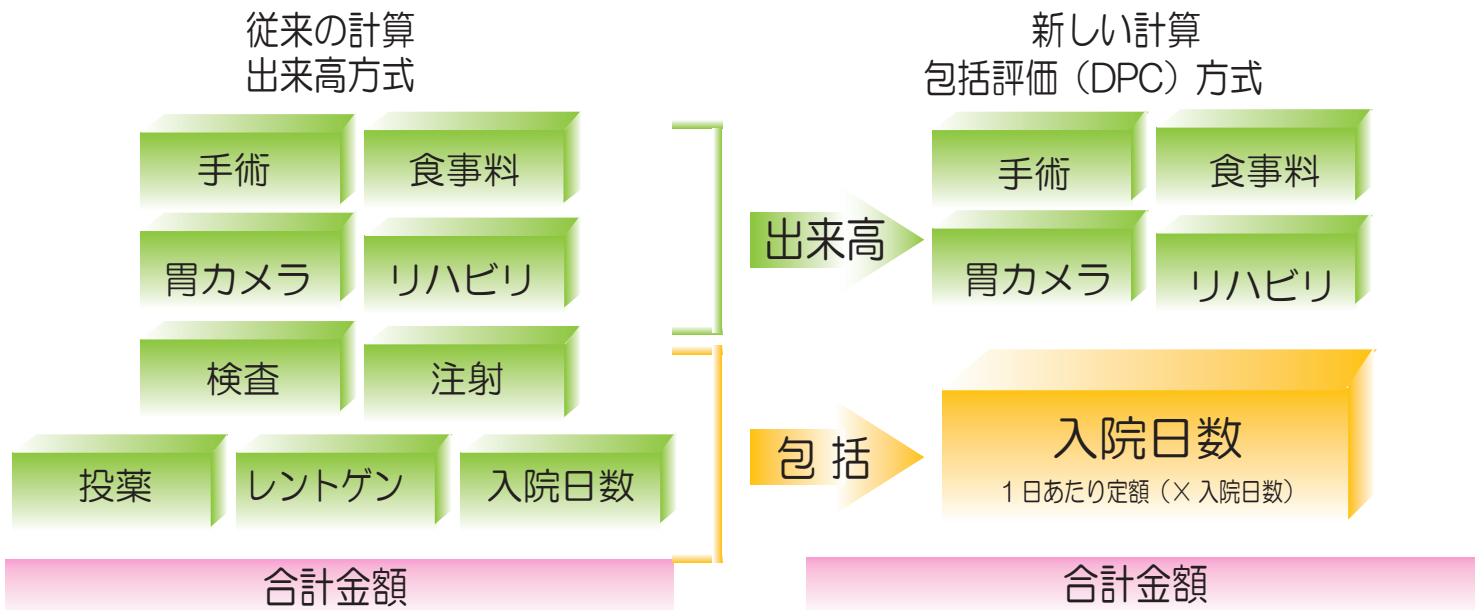 従来の計算
出来高方式
手術
食事料
胃カメラ
リハビリ
検査
注射
投薬
レントゲン
入院日数
合計金額
出来高
包括
新しい計算
包括評価（DPC）方式
手術
食事料
胃カメラ
リハビリ
入院日数
1日あたり定額（× 入院日数）
合計金額